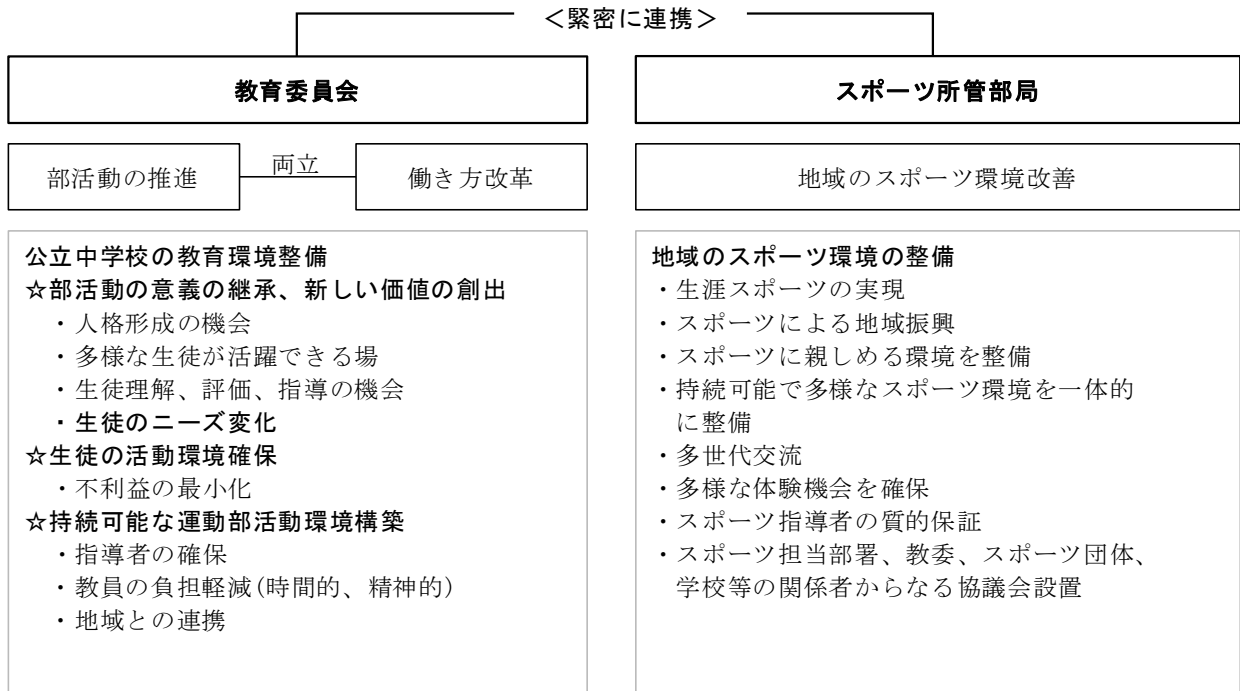 ＜緊密に連携＞
教育委員会
スポーツ所管部局
部活動の推進
両立
働き方改革
地域のスポーツ環境改善
公立中学校の教育環境整備
☆部活動の意義の継承、新しい価値の創出
・人格形成の機会
・多様な生徒が活躍できる場
・生徒理解、評価、指導の機会
・生徒のニーズ変化
☆生徒の活動環境確保
・不利益の最小化
☆持続可能な運動部活動環境構築
・指導者の確保
・教員の負担軽減(時間的、精神的)
・地域との連携
地域のスポーツ環境の整備
・生涯スポーツの実現
・スポーツによる地域振興
・スポーツに親しめる環境を整備
・持続可能で多様なスポーツ環境を一体的
に整備
・多世代交流
・多様な体験機会を確保
・スポーツ指導者の質的保証
・スポーツ担当部署、教委、スポーツ団体、
学校等の関係者からなる協議会設置